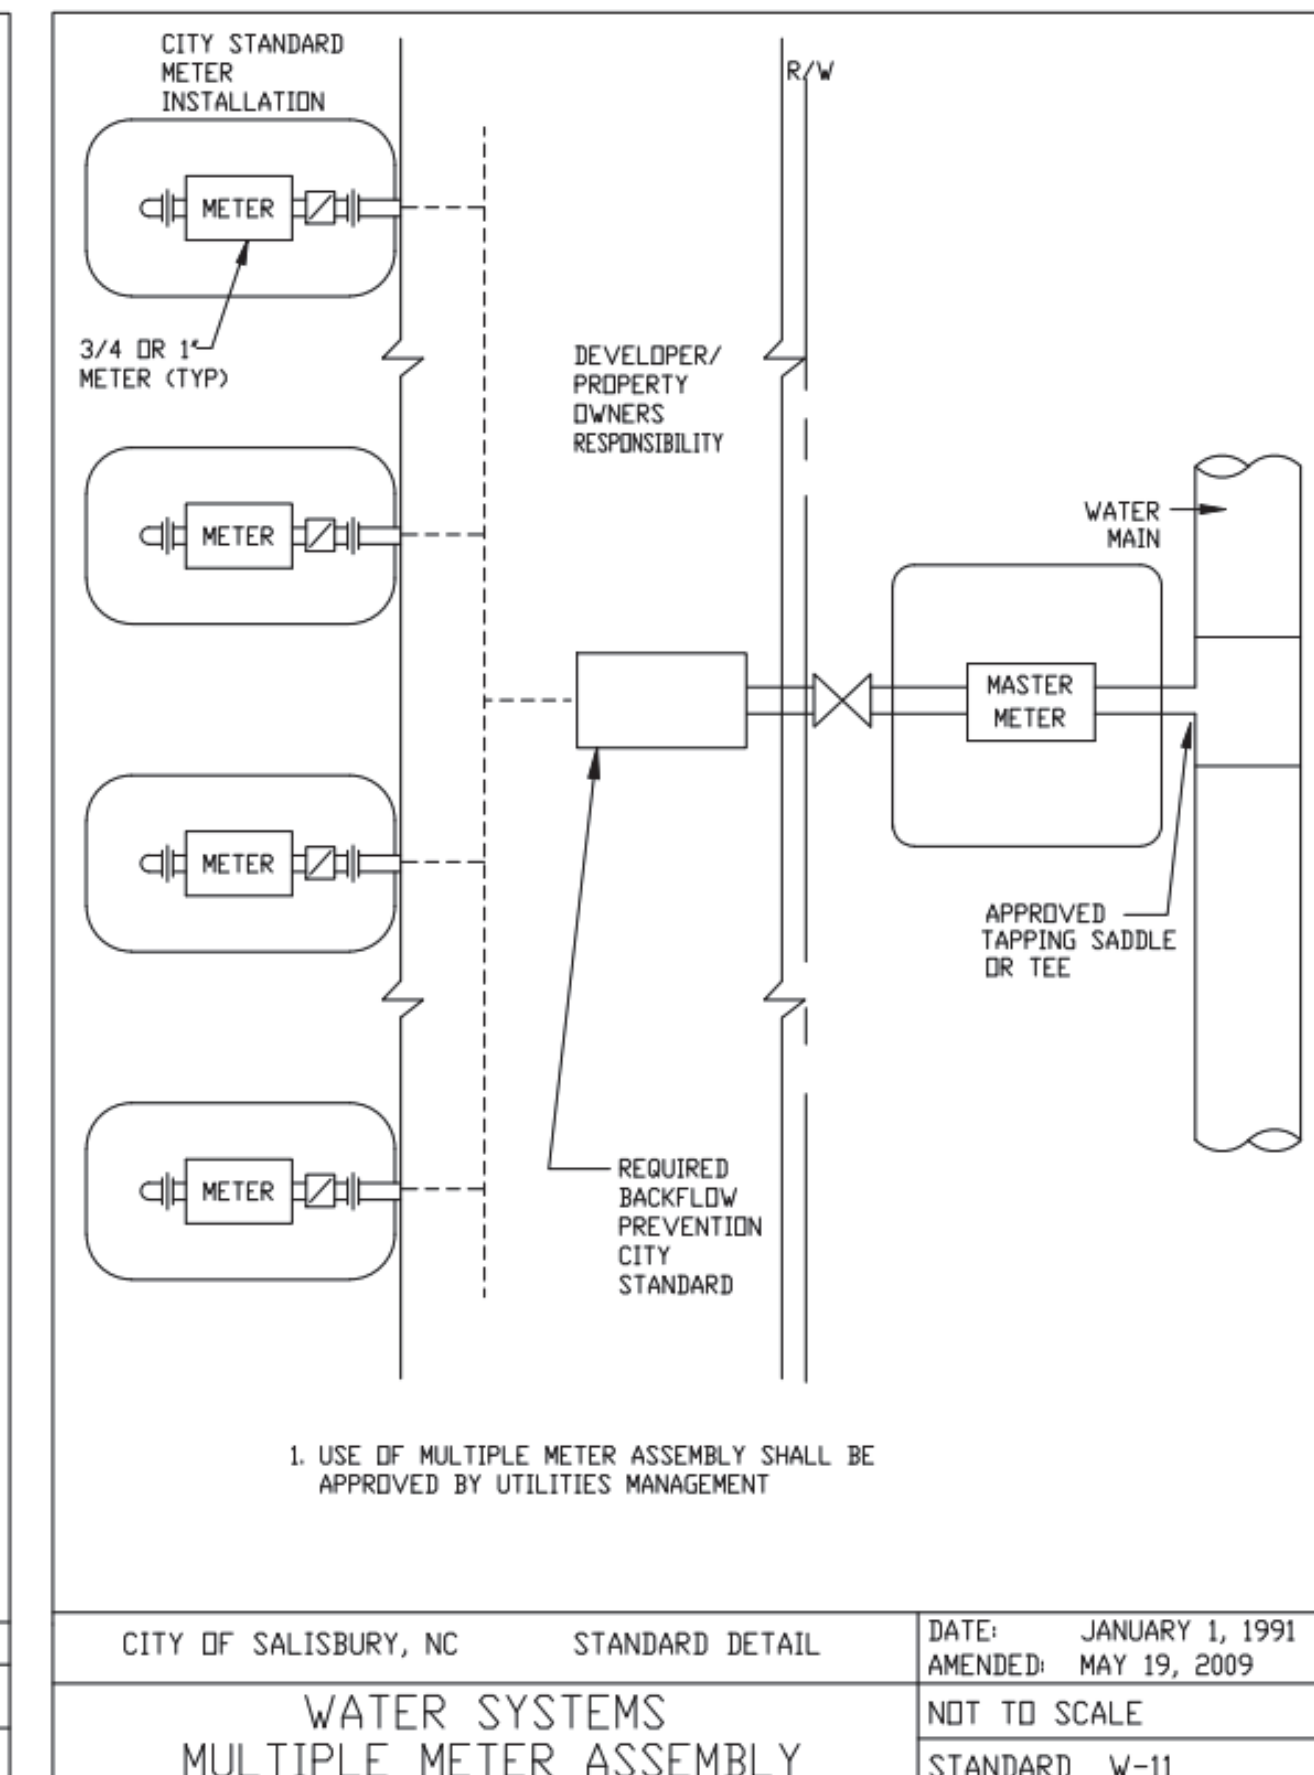 CITY STANDARD
METER
INSTALLATION
R/W
METER
3/4 OR 1"
METER (TYP)
DEVELOPER/
PROPERTY
OWNERS
RESPONSIBILITY
METER
WATER
MAIN
MASTER
METER
METER
APPROVED
TAPPING SADDLE
OR TEE
METER
REQUIRED
BACKFLOW
PREVENTION
CITY
STANDARD
1. USE OF MULTIPLE METER ASSEMBLY SHALL BE
APPROVED BY UTILITIES MANAGEMENT
CITY OF SALISBURY, NC STANDARD DETAIL
DATE: JANUARY 1, 1991
AMENDED: MAY 19, 2009
WATER SYSTEMS
MULTIPLE METER ASSEMBLY
NOT TO SCALE
STANDARD W-11